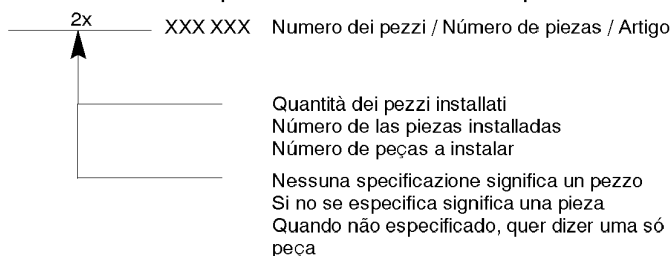 2x XXX XXX Numero dei pezzi / Número de piezas / Artigo
Quantità dei pezzi installati
Número de las piezas installadas
Número de peças a instalar
Nessuna specificazione significa un pezzo
Si no se especifica significa una pieza
Quando não especificado, quer dizer uma só
peça